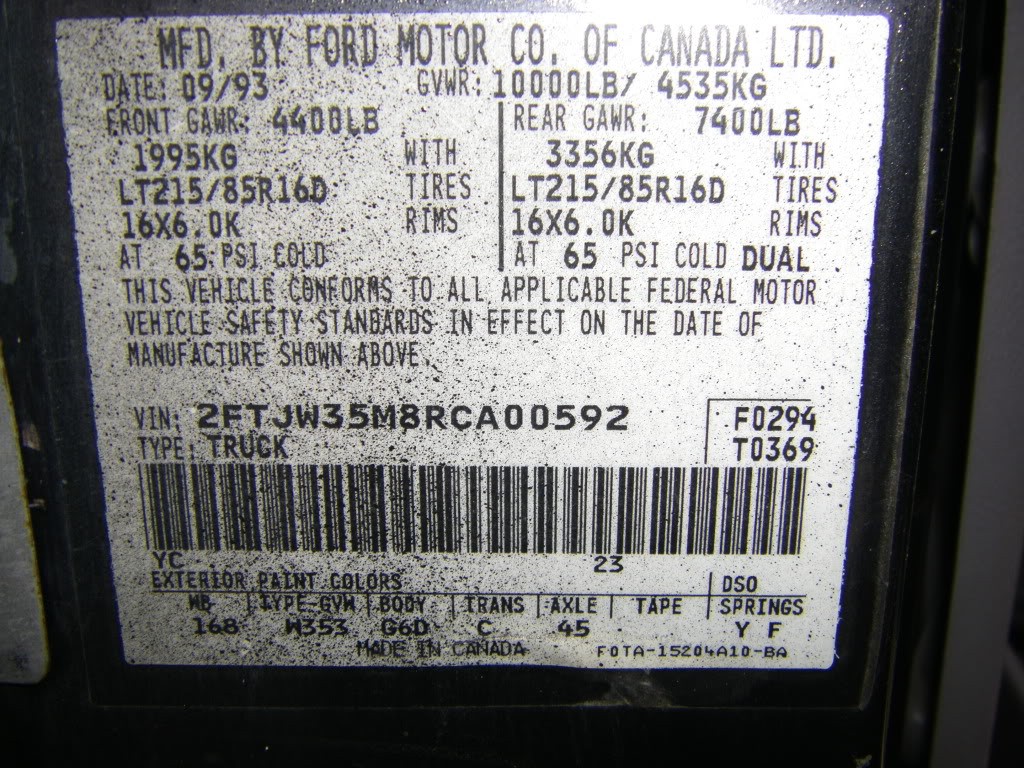 MFD. BY FORD MOTOR CO. OF CANADA LTD.
DATE: 09/93 GVWR: 10000LB/ 4535KG
FRONT GAWR: 4400LB REAR GAWR: 7400LB
1995KG WITH 3356KG WITH
LT215/85R16D TIRES LT215/85R16D TIRES
16X6.0K RIMS 16X6.0K RIMS
AT 65 PSI COLD AT 65 PSI COLD DUAL
THIS VEHICLE CONFORMS TO ALL APPLICABLE FEDERAL MOTOR
VEHICLE SAFETY STANDARDS IN EFFECT ON THE DATE OF
MANUFACTURE SHOWN ABOVE.
VIN: 2FTJW35M8RCA00592 F0294
TYPE: TRUCK T0369
YC 23
EXTERIOR PAINT COLORS DSO
WB TYPE-GVW BODY TRANS AXLE TAPE SPRINGS
168 W353 G6D C 45 Y F
MADE IN CANADA F0TA-15204A10-BA